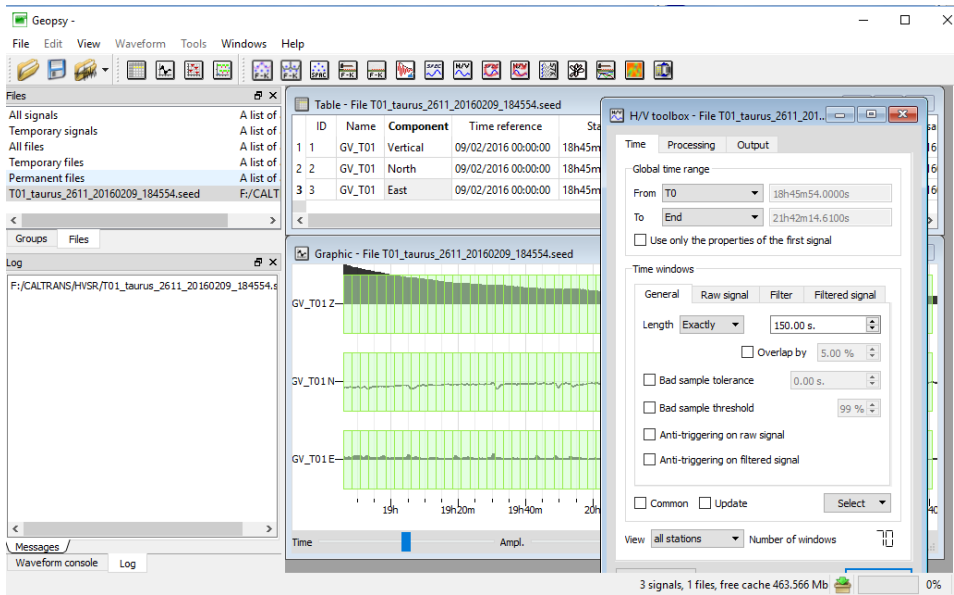 Geopsy -
File Edit View Waveform Tools Windows Help
Files
All signals A list of
Temporary signals A list of
All files A list of
Temporary files A list of
Permanent files A list of
T01_taurus_2611_20160209_184554.seed F:/CALT
Groups Files
Log
F:/CALTRANS/HVSR/T01_taurus_2611_20160209_184554.s
Messages
Waveform console Log
Table - File T01_taurus_2611_20160209_184554.seed
ID Name Component Time reference Sta
1 1 GV_T01 Vertical 09/02/2016 00:00:00 18h45m
2 2 GV_T01 North 09/02/2016 00:00:00 18h45m
3 3 GV_T01 East 09/02/2016 00:00:00 18h45m
Graphic - File T01_taurus_2611_20160209_184554.seed
GV_T01 Z
GV_T01 N
GV_T01 E
19h 19h20m 19h40m 20h
Time Ampl.
H/V toolbox - File T01_taurus_2611_201..
Time Processing Output
Global time range
From T0 18h45m54.0000s
To End 21h42m14.6100s
Use only the properties of the first signal
Time windows
General Raw signal Filter Filtered signal
Length Exactly 150.00 s.
Overlap by 5.00 %
Bad sample tolerance 0.00 s.
Bad sample threshold 99 %
Anti-triggering on raw signal
Anti-triggering on filtered signal
Common Update Select
View all stations Number of windows 70
3 signals, 1 files, free cache 463.566 Mb 0%